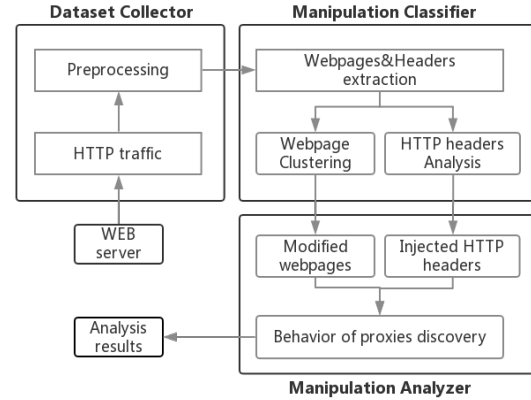 Dataset Collector
Preprocessing
HTTP traffic
WEB
server
Manipulation Classifier
Webpages&Headers
extraction
Webpage
Clustering
HTTP headers
Analysis
Modified
webpages
Injected HTTP
headers
Behavior of proxies discovery
Analysis
results
Manipulation Analyzer